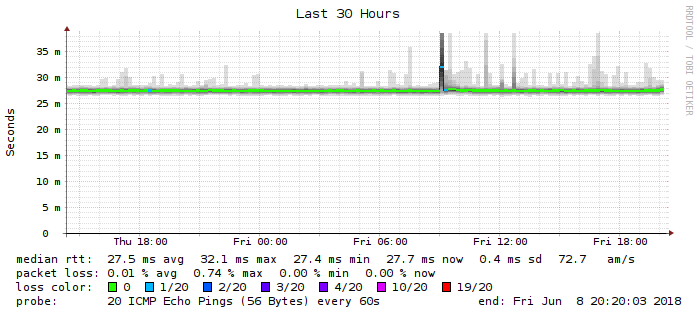 Last 30 Hours
RRDTOOL / TOBI OETIKER
Seconds
35 m
30 m
25 m
20 m
15 m
10 m
5 m
0
Thu 18:00 Fri 00:00 Fri 06:00 Fri 12:00 Fri 18:00
median rtt: 27.5 ms avg 32.1 ms max 27.4 ms min 27.7 ms now 0.4 ms sd 72.7 am/s
packet loss: 0.01 % avg 0.74 % max 0.00 % min 0.00 % now
loss color: 0 1/20 2/20 3/20 4/20 10/20 19/20
probe: 20 ICMP Echo Pings (56 Bytes) every 60s end: Fri Jun 8 20:20:03 2018